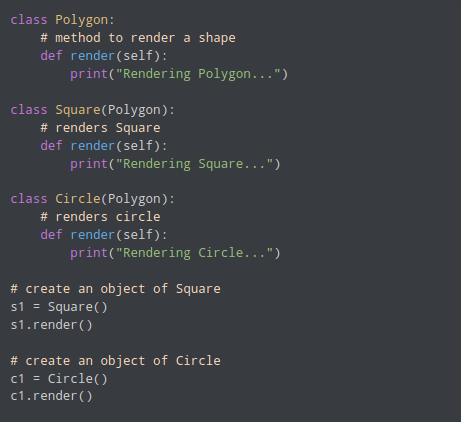 class Polygon:
    # method to render a shape
    def render(self):
        print("Rendering Polygon...")

class Square(Polygon):
    # renders Square
    def render(self):
        print("Rendering Square...")

class Circle(Polygon):
    # renders circle
    def render(self):
        print("Rendering Circle...")

# create an object of Square
s1 = Square()
s1.render()

# create an object of Circle
c1 = Circle()
c1.render()